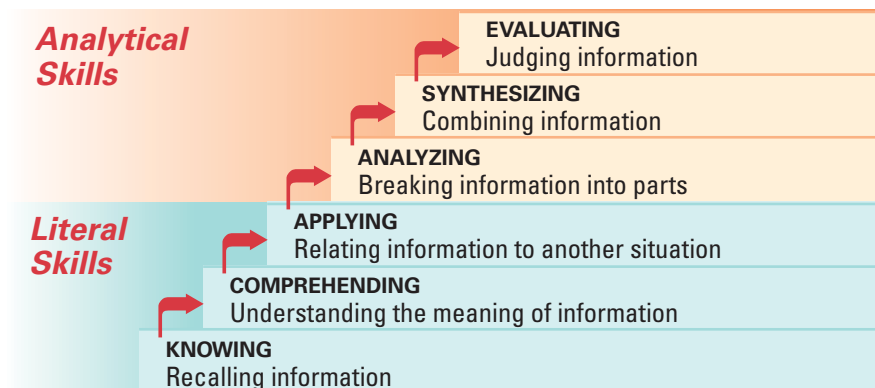 Analytical
Skills
EVALUATING
Judging information
SYNTHESIZING
Combining information
ANALYZING
Breaking information into parts
Literal
Skills
APPLYING
Relating information to another situation
COMPREHENDING
Understanding the meaning of information
KNOWING
Recalling information